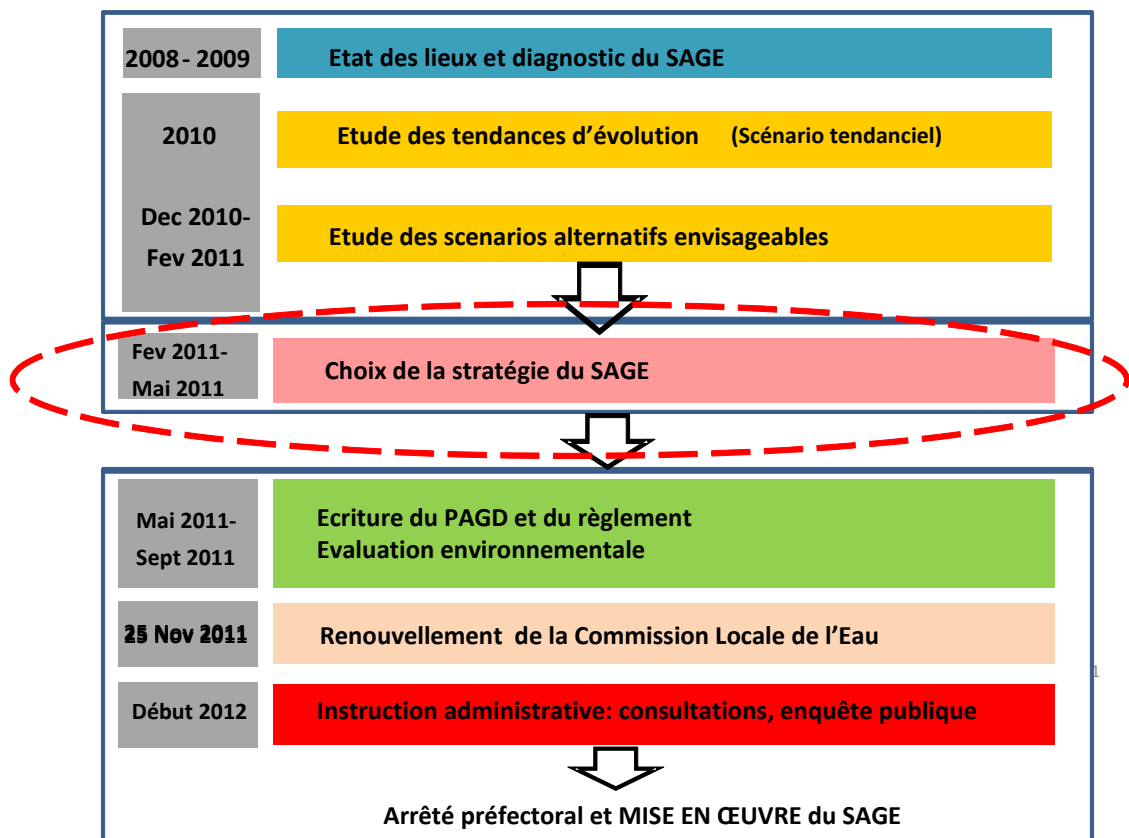 2008 - 2009
Etat des lieux et diagnostic du SAGE
2010
Etude des tendances d’évolution (Scénario tendanciel)
Dec 2010-
Fev 2011
Etude des scenarios alternatifs envisageables
Fev 2011-
Mai 2011
Choix de la stratégie du SAGE
Mai 2011-
Sept 2011
Ecriture du PAGD et du règlement
Evaluation environnementale
25 Nov 2011
Renouvellement de la Commission Locale de l’Eau
1
Début 2012
Instruction administrative: consultations, enquête publique
Arrêté préfectoral et MISE EN ŒUVRE du SAGE